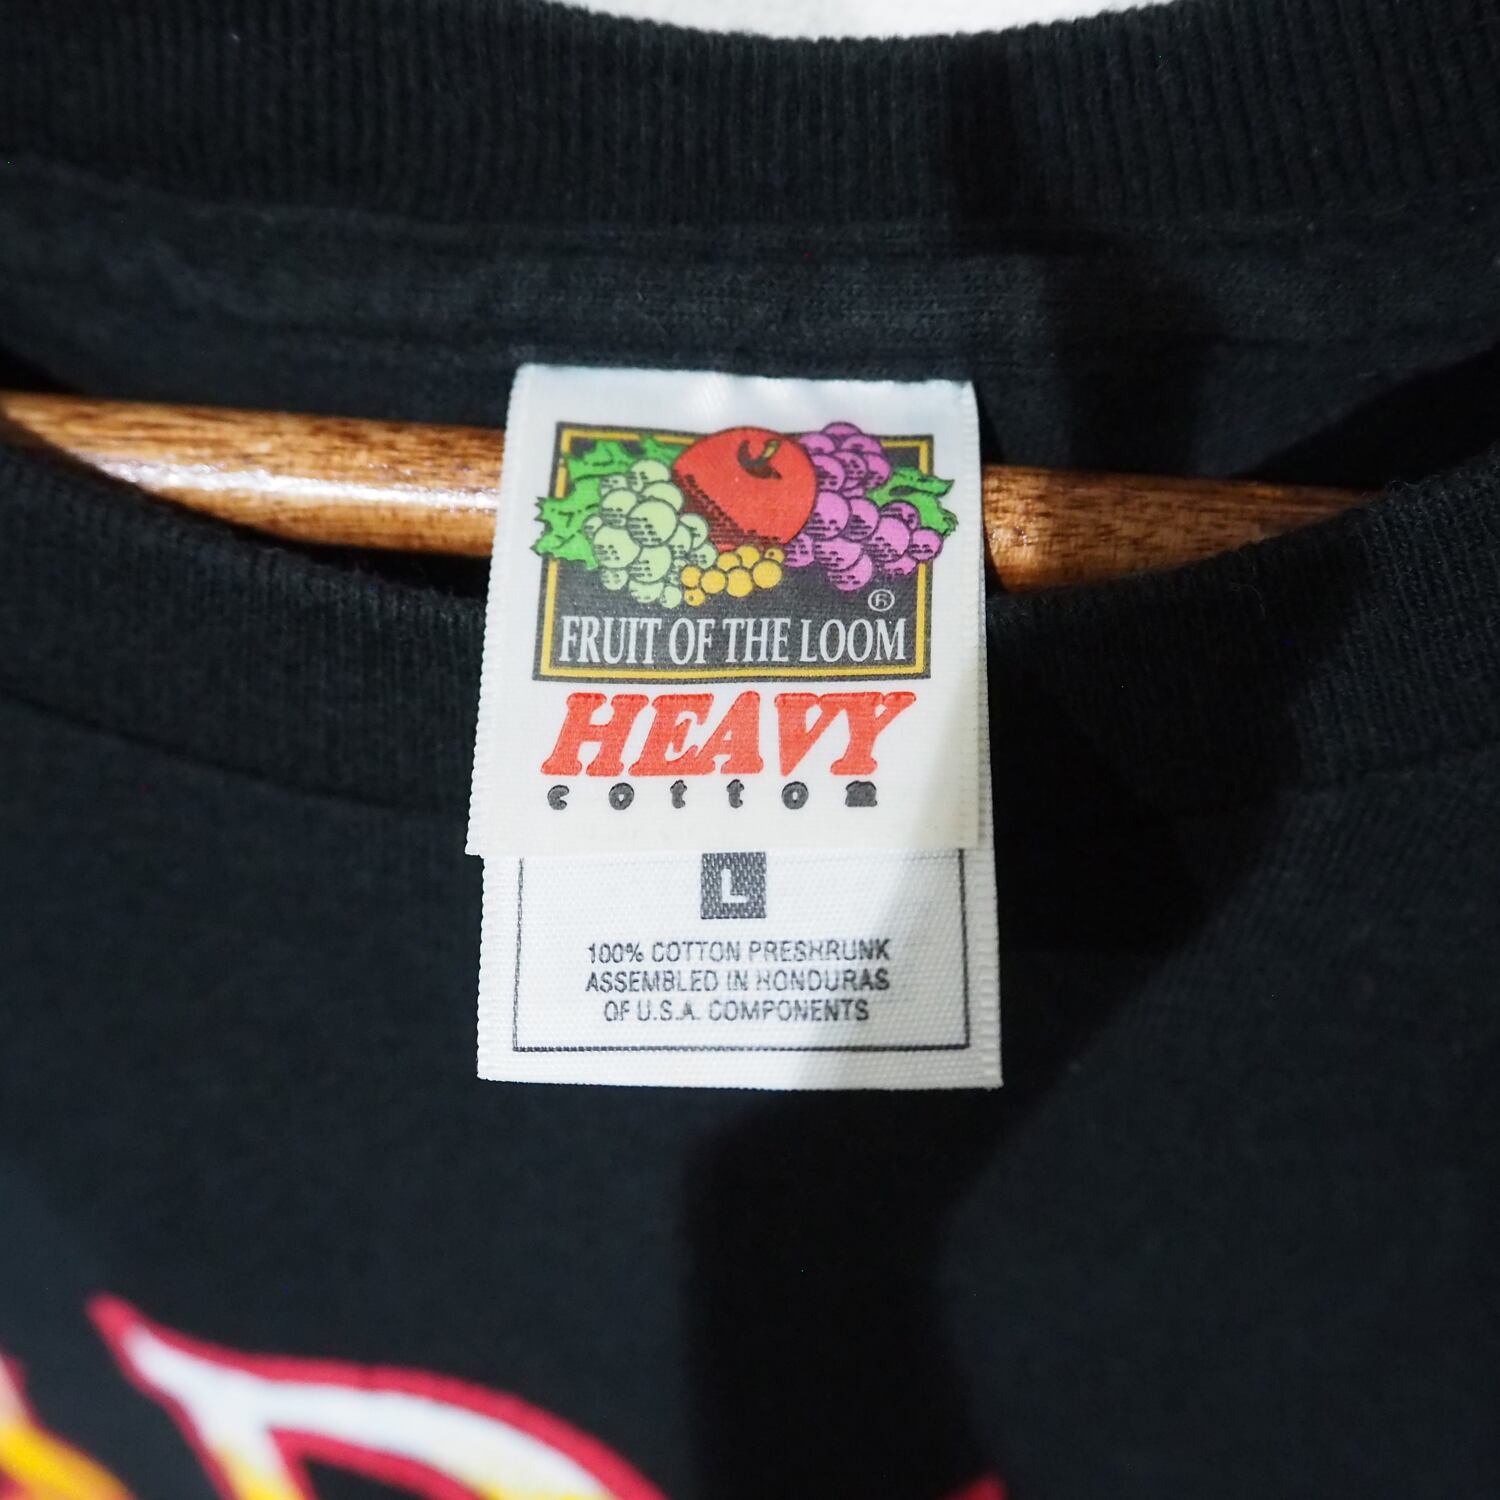 ®
FRUIT OF THE LOOM
HEAVY
cotton
L
100% COTTON PRESHRUNK
ASSEMBLED IN HONDURAS
OF U.S.A. COMPONENTS